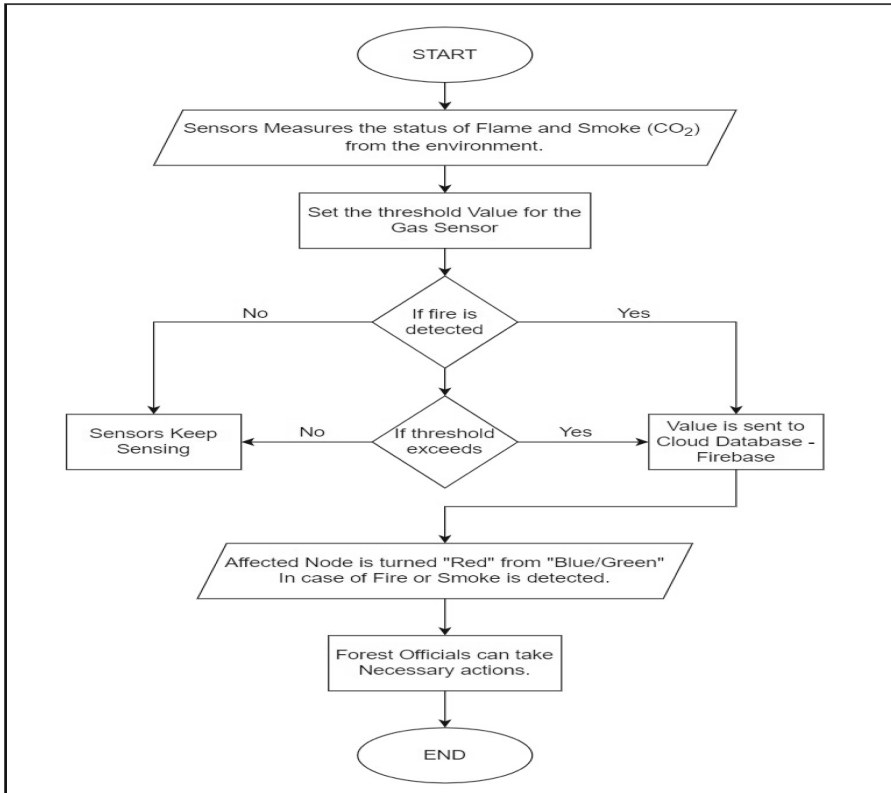 START
Sensors Measures the status of Flame and Smoke (CO₂)
from the environment.
Set the threshold Value for the
Gas Sensor
No
If fire is
detected
Yes
Sensors Keep
Sensing
No
If threshold
exceeds
Yes
Value is sent to
Cloud Database -
Firebase
Affected Node is turned "Red" from "Blue/Green"
In case of Fire or Smoke is detected.
Forest Officials can take
Necessary actions.
END